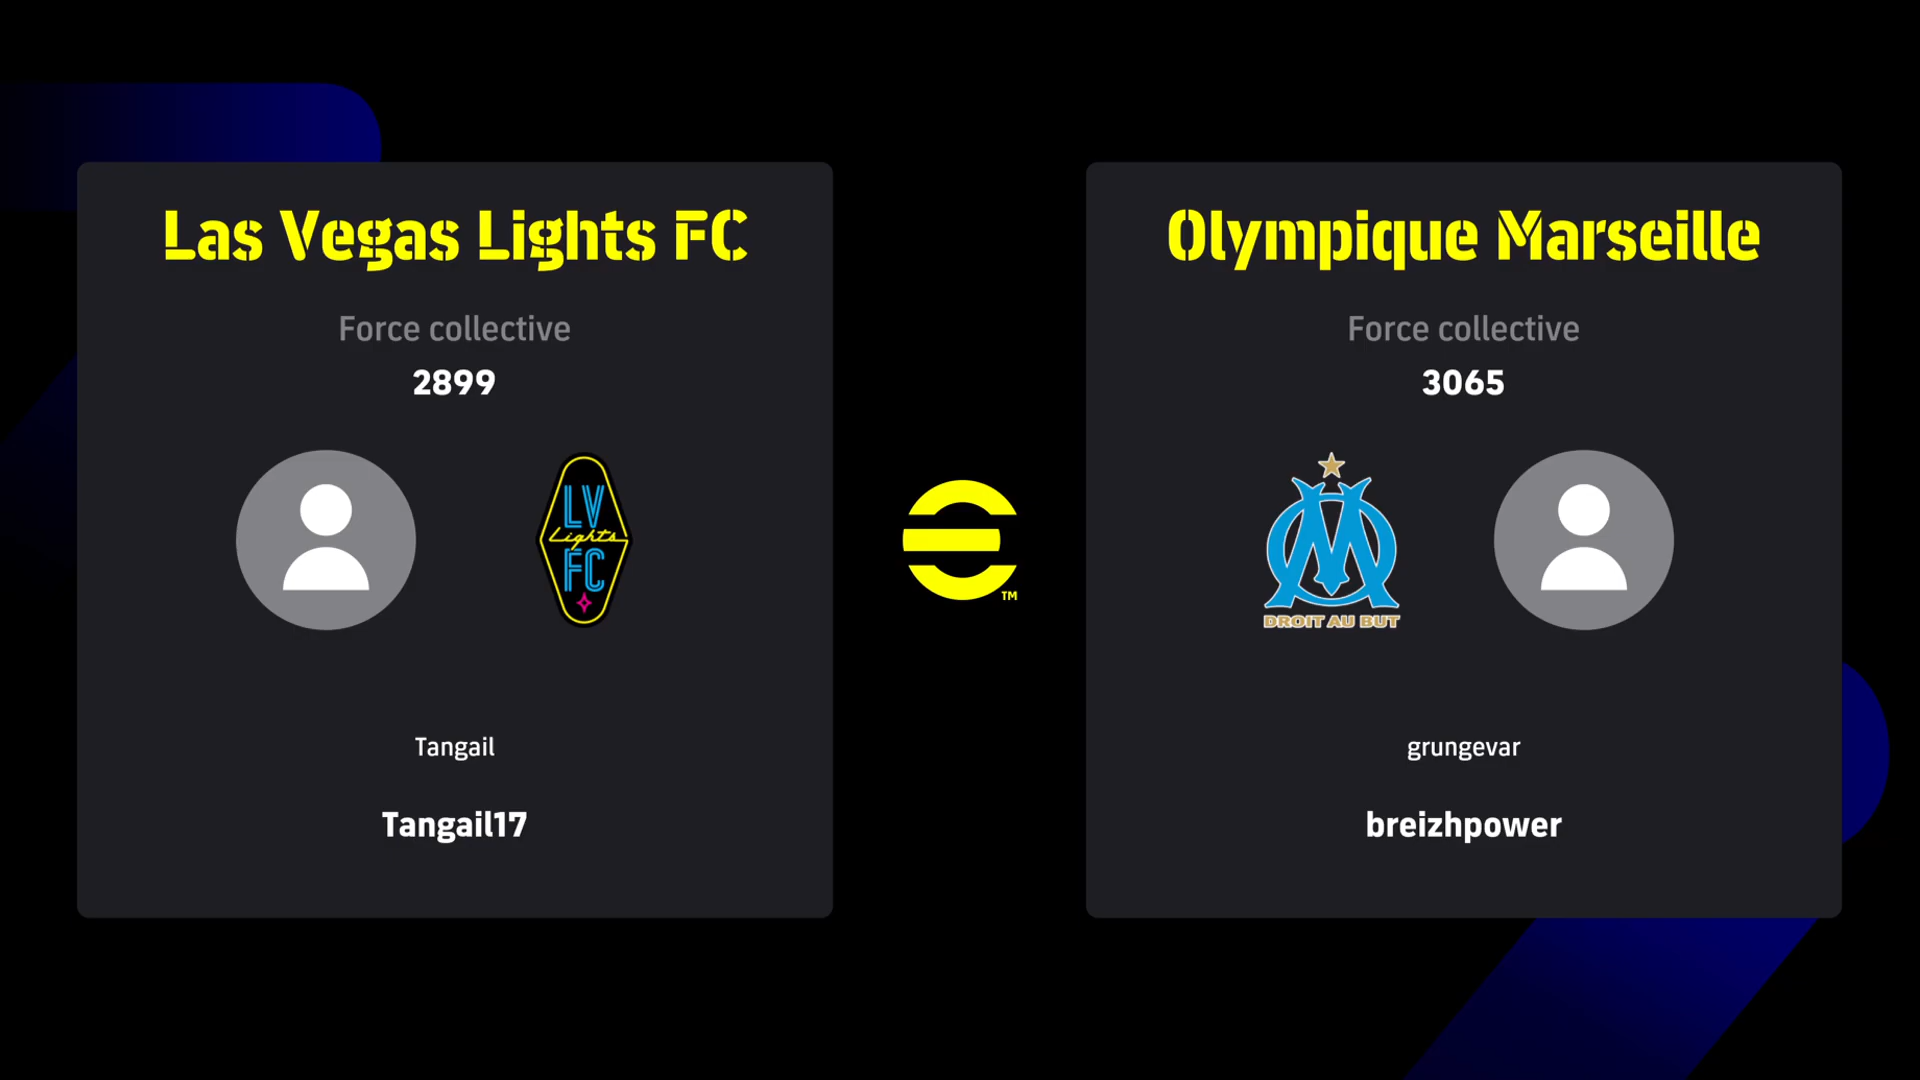 Las Vegas Lights FC
Force collective
2899
LV
Lights
FC
Tangail
Tangail17
TM
Olympique Marseille
Force collective
3065
DROIT AU BUT
grungevar
breizhpower